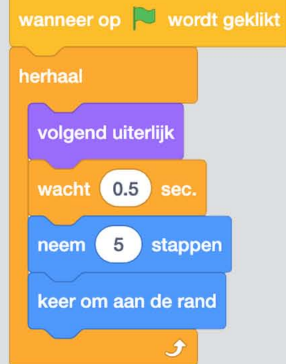 wanneer op wordt geklikt
herhaal
volgend uiterlijk
wacht 0.5 sec.
neem 5 stappen
keer om aan de rand